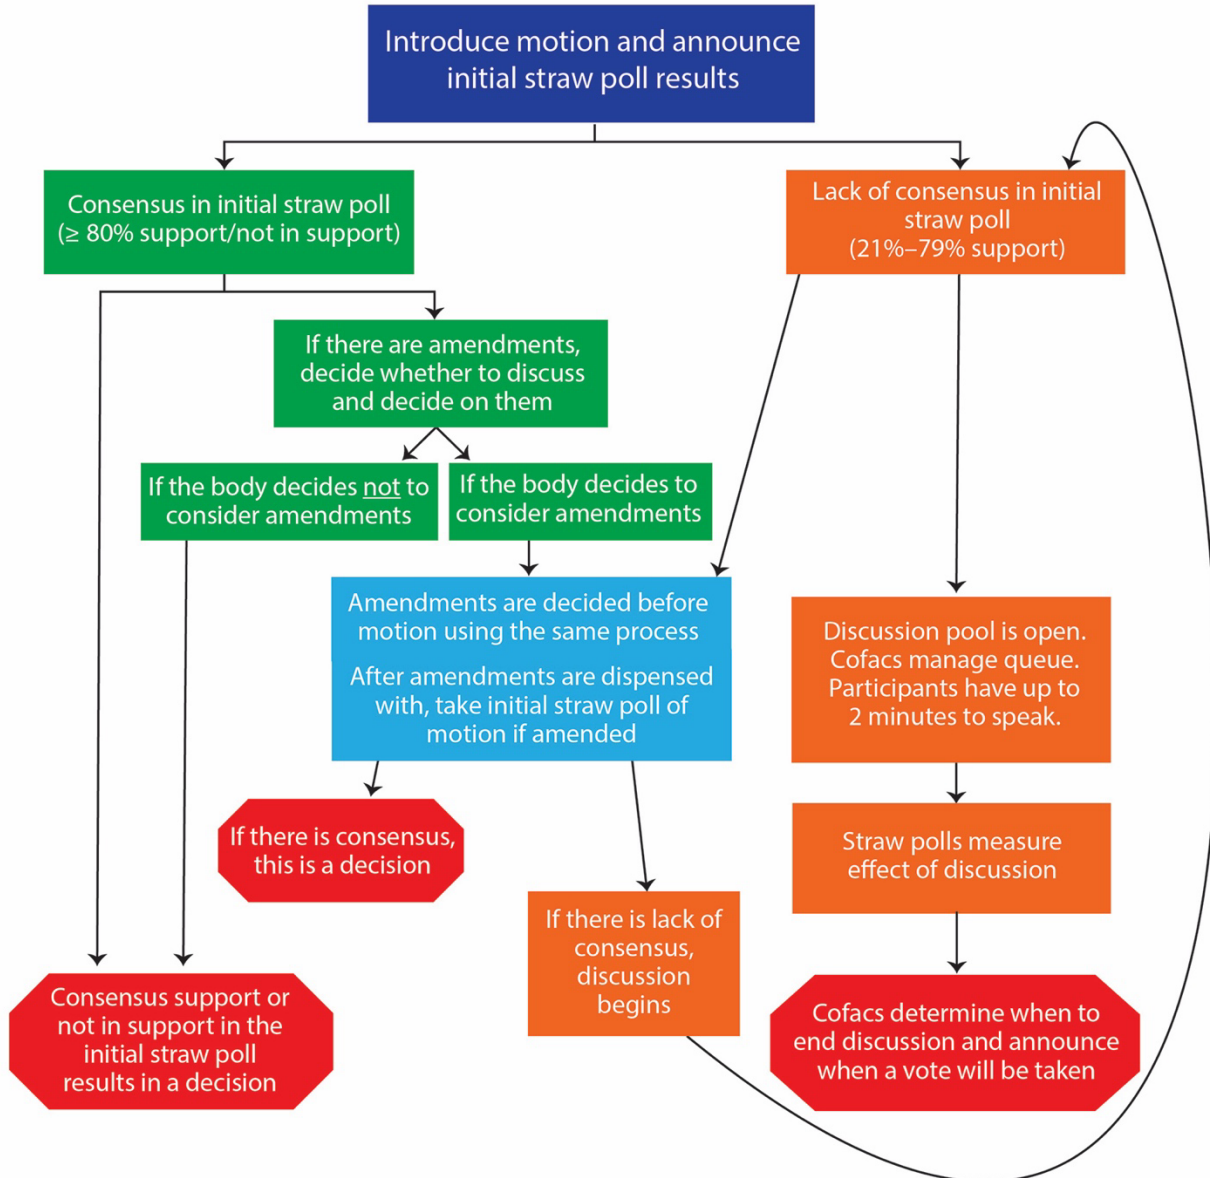 Introduce motion and announce
initial straw poll results
Consensus in initial straw poll
(≥ 80% support/not in support)
Lack of consensus in initial
straw poll
(21%–79% support)
If there are amendments,
decide whether to discuss
and decide on them
If the body decides not to
consider amendments
If the body decides to
consider amendments
Amendments are decided before
motion using the same process
After amendments are dispensed
with, take initial straw poll of
motion if amended
Discussion pool is open.
Cofacs manage queue.
Participants have up to
2 minutes to speak.
If there is consensus,
this is a decision
Straw polls measure
effect of discussion
If there is lack of
consensus,
discussion
begins
Consensus support or
not in support in the
initial straw poll
results in a decision
Cofacs determine when to
end discussion and announce
when a vote will be taken